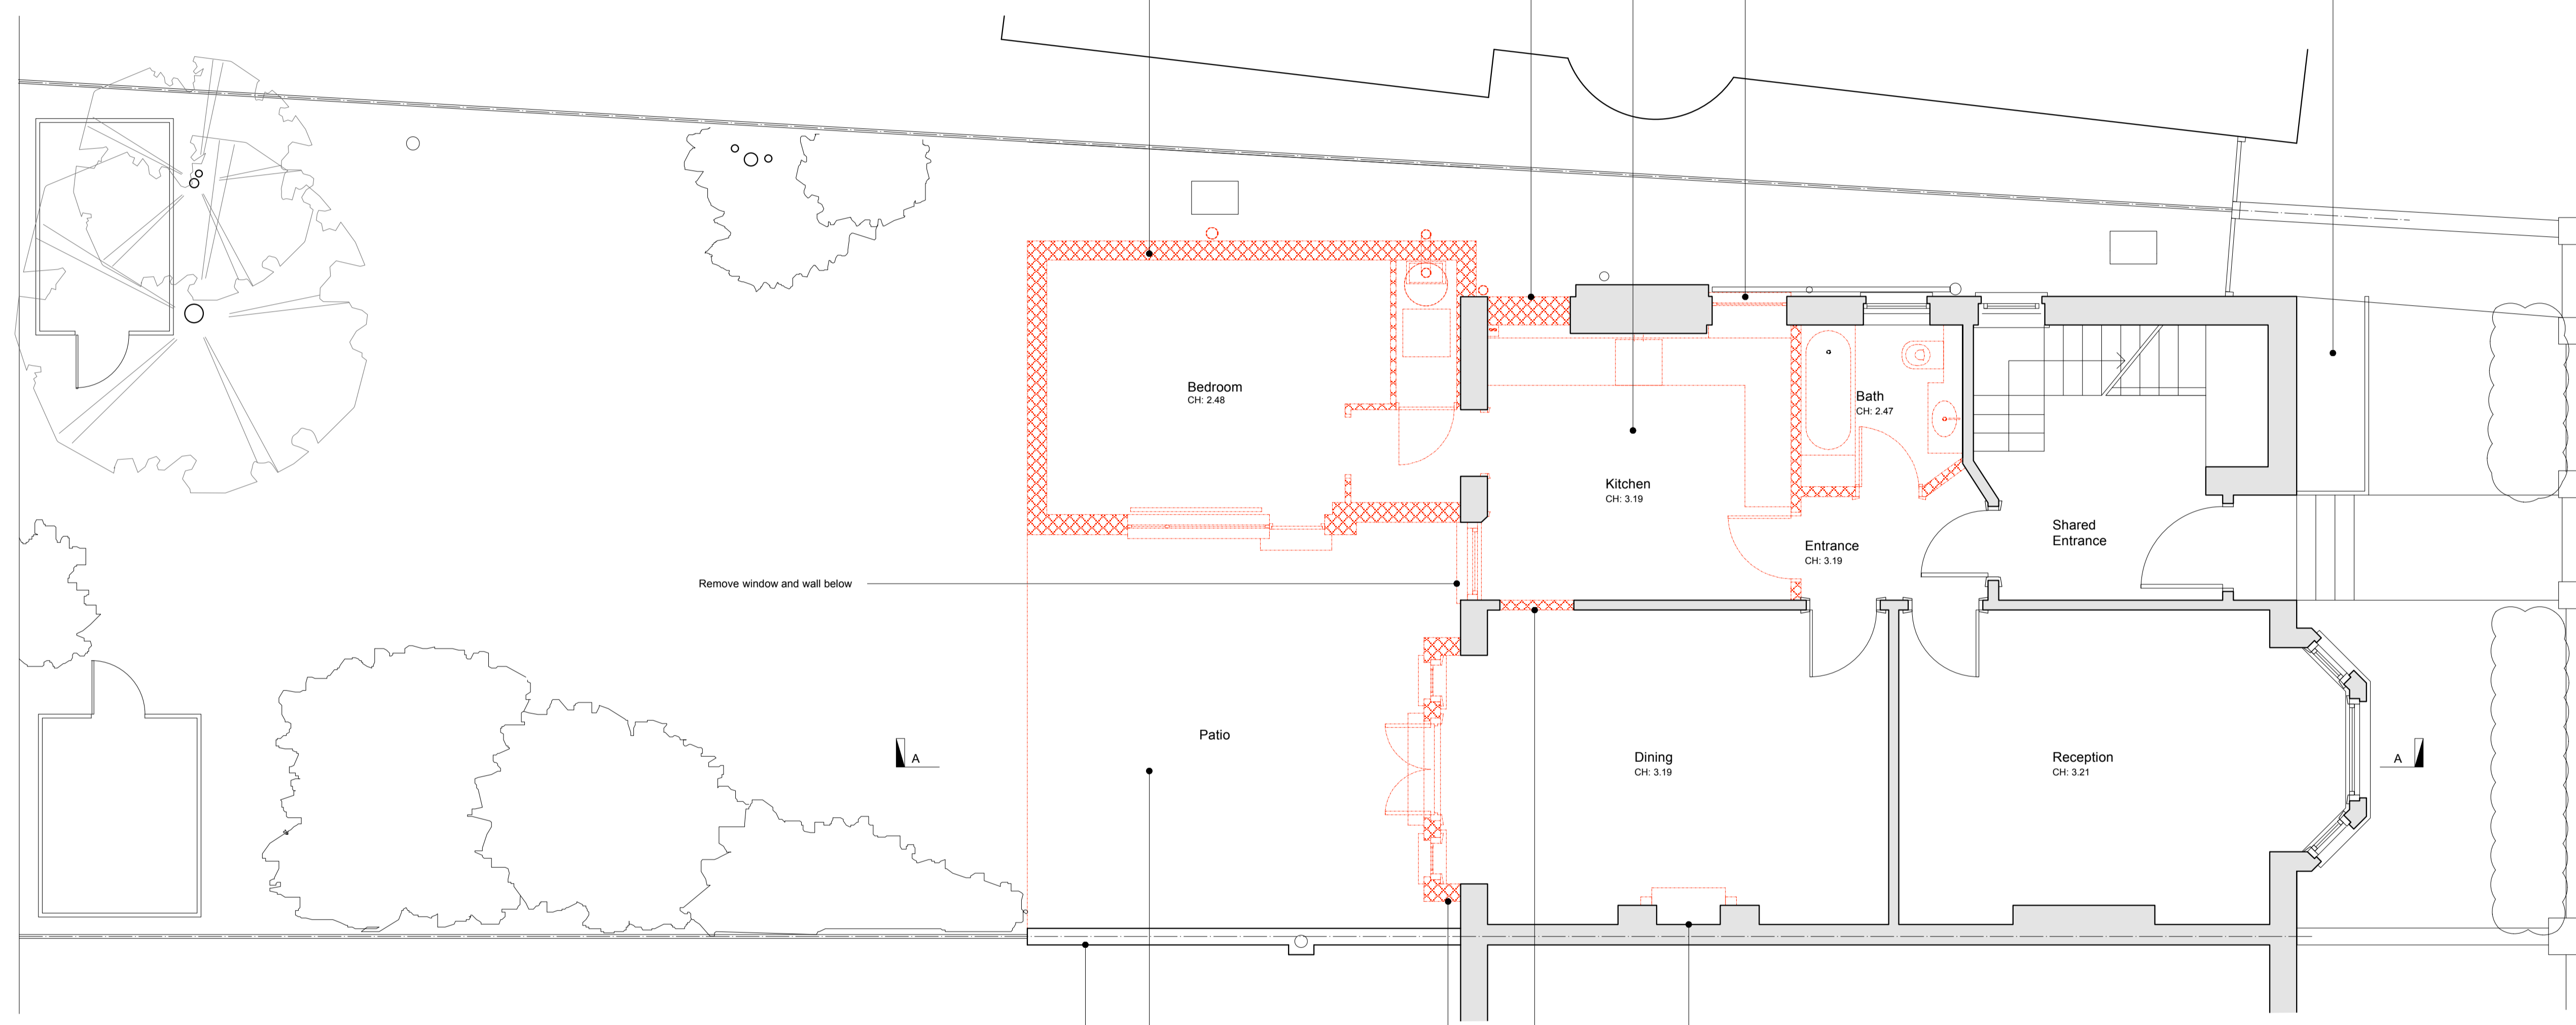 Bedroom
CH: 2.48
Bath
CH: 2.47
Kitchen
CH: 3.19
Shared
Entrance
Entrance
CH: 3.19
Remove window and wall below
Patio
A
Dining
CH: 3.19
Reception
CH: 3.21
A